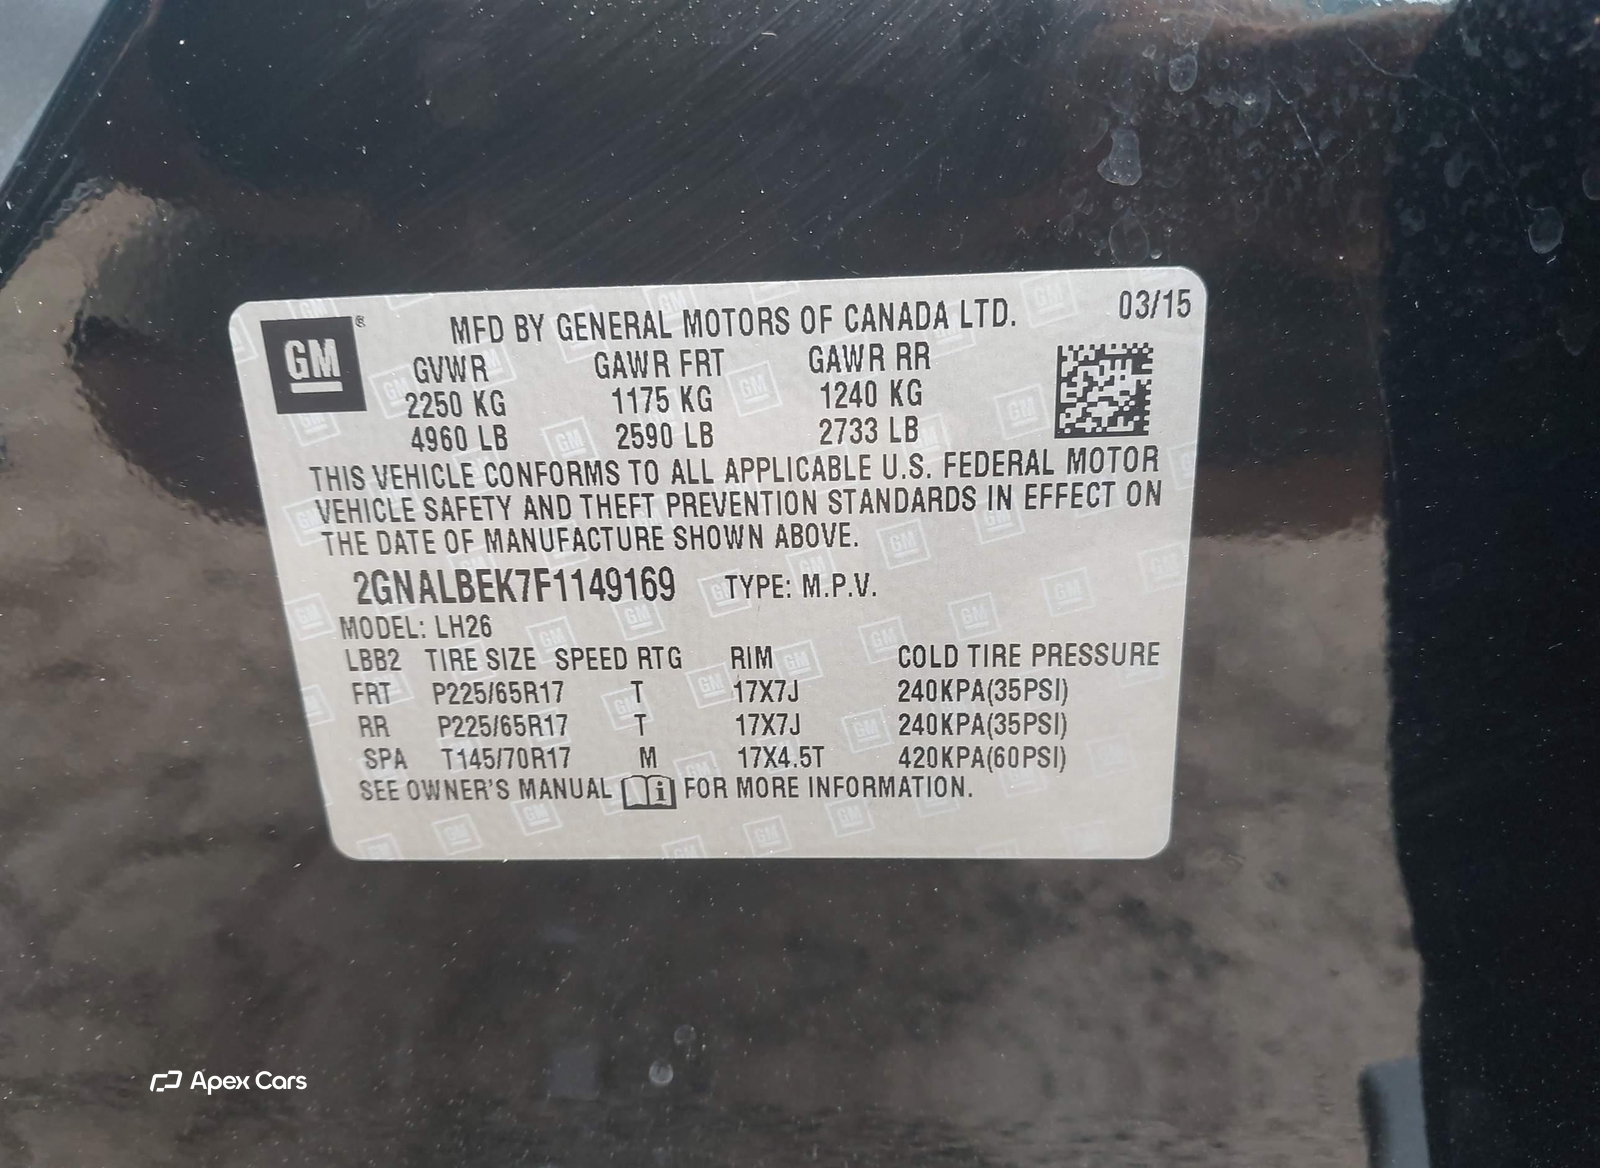 GM ® MFD BY GENERAL MOTORS OF CANADA LTD. 03/15
GVWR GAWR FRT GAWR RR
2250 KG 1175 KG 1240 KG
4960 LB 2590 LB 2733 LB
THIS VEHICLE CONFORMS TO ALL APPLICABLE U.S. FEDERAL MOTOR
VEHICLE SAFETY AND THEFT PREVENTION STANDARDS IN EFFECT ON
THE DATE OF MANUFACTURE SHOWN ABOVE.
2GNALBEK7F1149169 TYPE: M.P.V.
MODEL: LH26
LBB2 TIRE SIZE SPEED RTG RIM COLD TIRE PRESSURE
FRT P225/65R17 T 17X7J 240KPA(35PSI)
RR P225/65R17 T 17X7J 240KPA(35PSI)
SPA T145/70R17 M 17X4.5T 420KPA(60PSI)
SEE OWNER'S MANUAL i FOR MORE INFORMATION.
Apex Cars